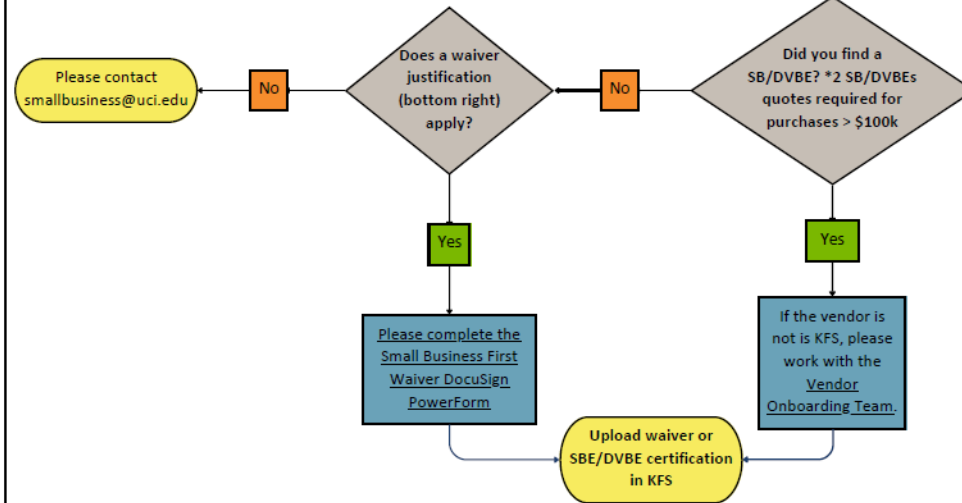 Please contact
smallbusiness@uci.edu
No
Does a waiver
justification
(bottom right)
apply?
No
Did you find a
SB/DVBE? *2 SB/DVBEs
quotes required for
purchases > $100k
Yes
Yes
Please complete the
Small Business First
Waiver DocuSign
PowerForm
If the vendor is
not is KFS, please
work with the
Vendor
Onboarding Team.
Upload waiver or
SBE/DVBE certification
in KFS